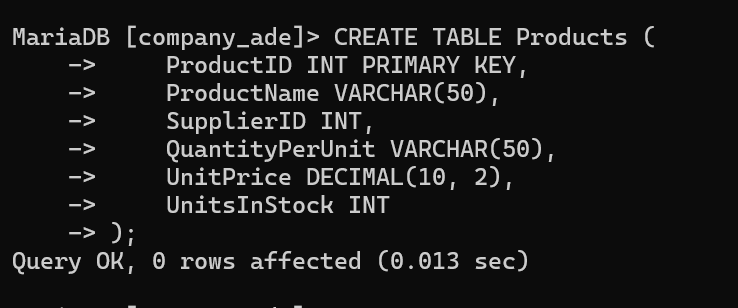 MariaDB [company_ade]> CREATE TABLE Products (
    ->     ProductID INT PRIMARY KEY,
    ->     ProductName VARCHAR(50),
    ->     SupplierID INT,
    ->     QuantityPerUnit VARCHAR(50),
    ->     UnitPrice DECIMAL(10, 2),
    ->     UnitsInStock INT
    -> );
Query OK, 0 rows affected (0.013 sec)